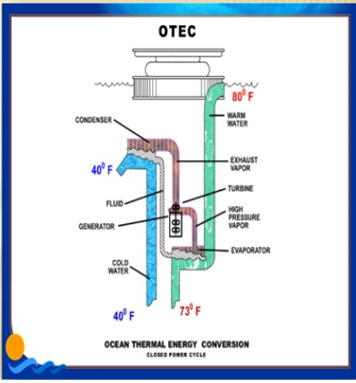 OTEC
80° F
WARM
WATER
CONDENSER
EXHAUST
VAPOR
40° F
TURBINE
FLUID
HIGH
PRESSURE
VAPOR
GENERATOR
EVAPORATOR
COLD
WATER
40° F
73° F
OCEAN THERMAL ENERGY CONVERSION
CLOSED POWER CYCLE